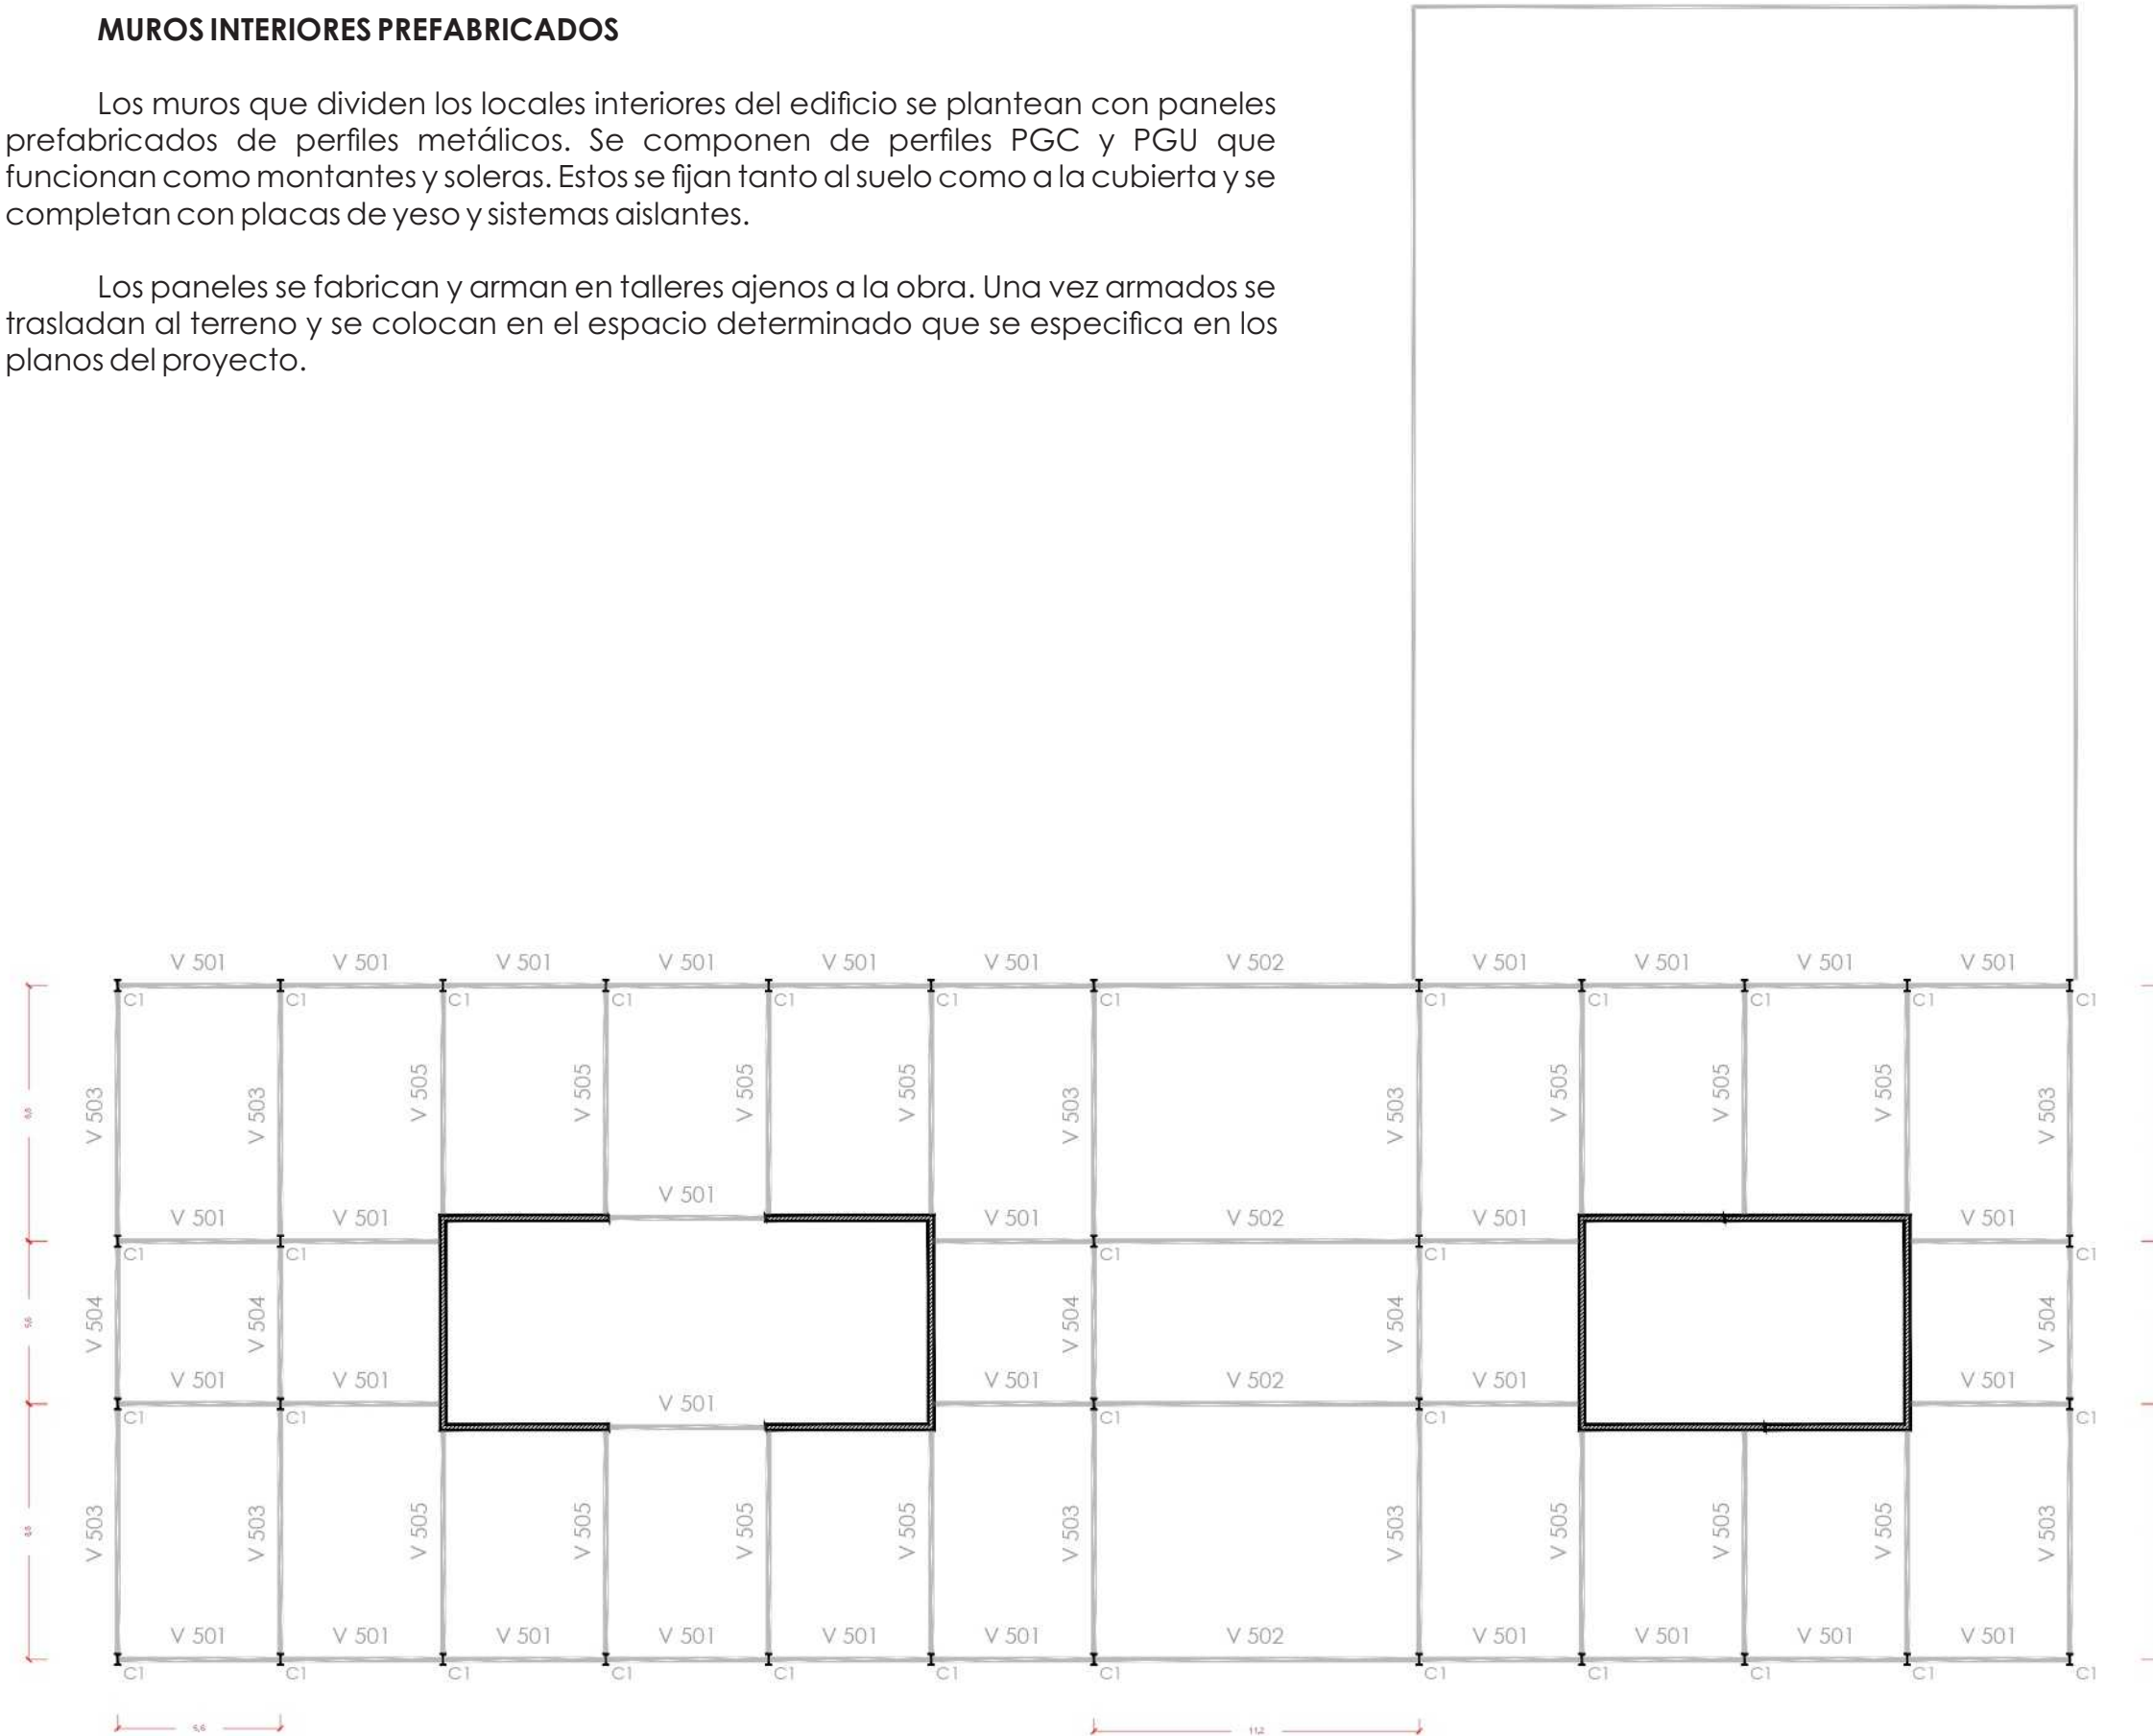 MUROS INTERIORES PREFABRICADOS
Los muros que dividen los locales interiores del edificio se plantean con paneles
prefabricados de perfiles metálicos. Se componen de perfiles PGC y PGU que
funcionan como montantes y soleras. Estos se fijan tanto al suelo como a la cubierta y se
completan con placas de yeso y sistemas aislantes.
Los paneles se fabrican y arman en talleres ajenos a la obra. Una vez armados se
trasladan al terreno y se colocan en el espacio determinado que se especifica en los
planos del proyecto.
V 501 V 501 V 501 V 501 V 501 V 501 V 502 V 501 V 501 V 501 V 501
C1 C1 C1 C1 C1 C1 C1 C1 C1 C1 C1 C1
V 503 V 503 V 505 V 505 V 505 V 505 V 503 V 503 V 505 V 505 V 505 V 503
V 501
V 501 V 501 V 501 V 502 V 501 V 501
C1 C1 C1 C1 C1
V 504 V 504 V 504 V 504 V 504
V 501 V 501 V 501 V 502 V 501 V 501
V 501
C1 C1 C1 C1 C1
V 503 V 503 V 505 V 505 V 505 V 505 V 503 V 503 V 505 V 505 V 505 V 503
V 501 V 501 V 501 V 501 V 501 V 501 V 502 V 501 V 501 V 501 V 501
C1 C1 C1 C1 C1 C1 C1 C1 C1 C1 C1 C1
11,2